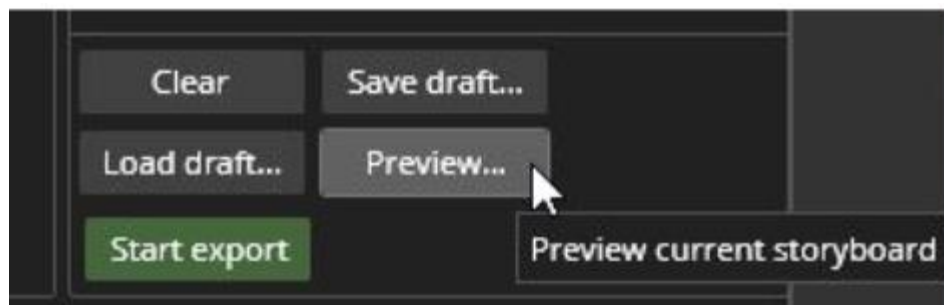 Clear
Save draft...
Load draft...
Preview...
Start export
Preview current storyboard